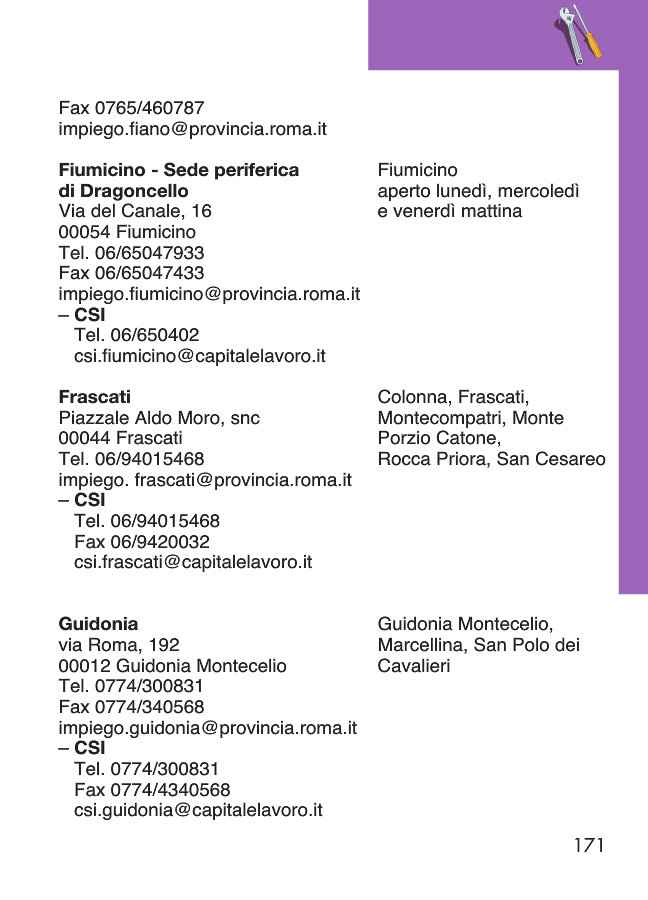 Fax 0765/460787
impiego.fiano@provincia.roma.it
Fiumicino - Sede periferica
di Dragoncello
Via del Canale, 16
00054 Fiumicino
Tel. 06/65047933
Fax 06/65047433
impiego.fiumicino@provincia.roma.it
– CSI
Tel. 06/650402
csi.fiumicino@capitalelavoro.it
Fiumicino
aperto lunedì, mercoledì
e venerdì mattina
Frascati
Piazzale Aldo Moro, snc
00044 Frascati
Tel. 06/94015468
impiego. frascati@provincia.roma.it
– CSI
Tel. 06/94015468
Fax 06/9420032
csi.frascati@capitalelavoro.it
Colonna, Frascati,
Montecompatri, Monte
Porzio Catone,
Rocca Priora, San Cesareo
Guidonia
via Roma, 192
00012 Guidonia Montecelio
Tel. 0774/300831
Fax 0774/340568
impiego.guidonia@provincia.roma.it
– CSI
Tel. 0774/300831
Fax 0774/4340568
csi.guidonia@capitalelavoro.it
Guidonia Montecelio,
Marcellina, San Polo dei
Cavalieri
171